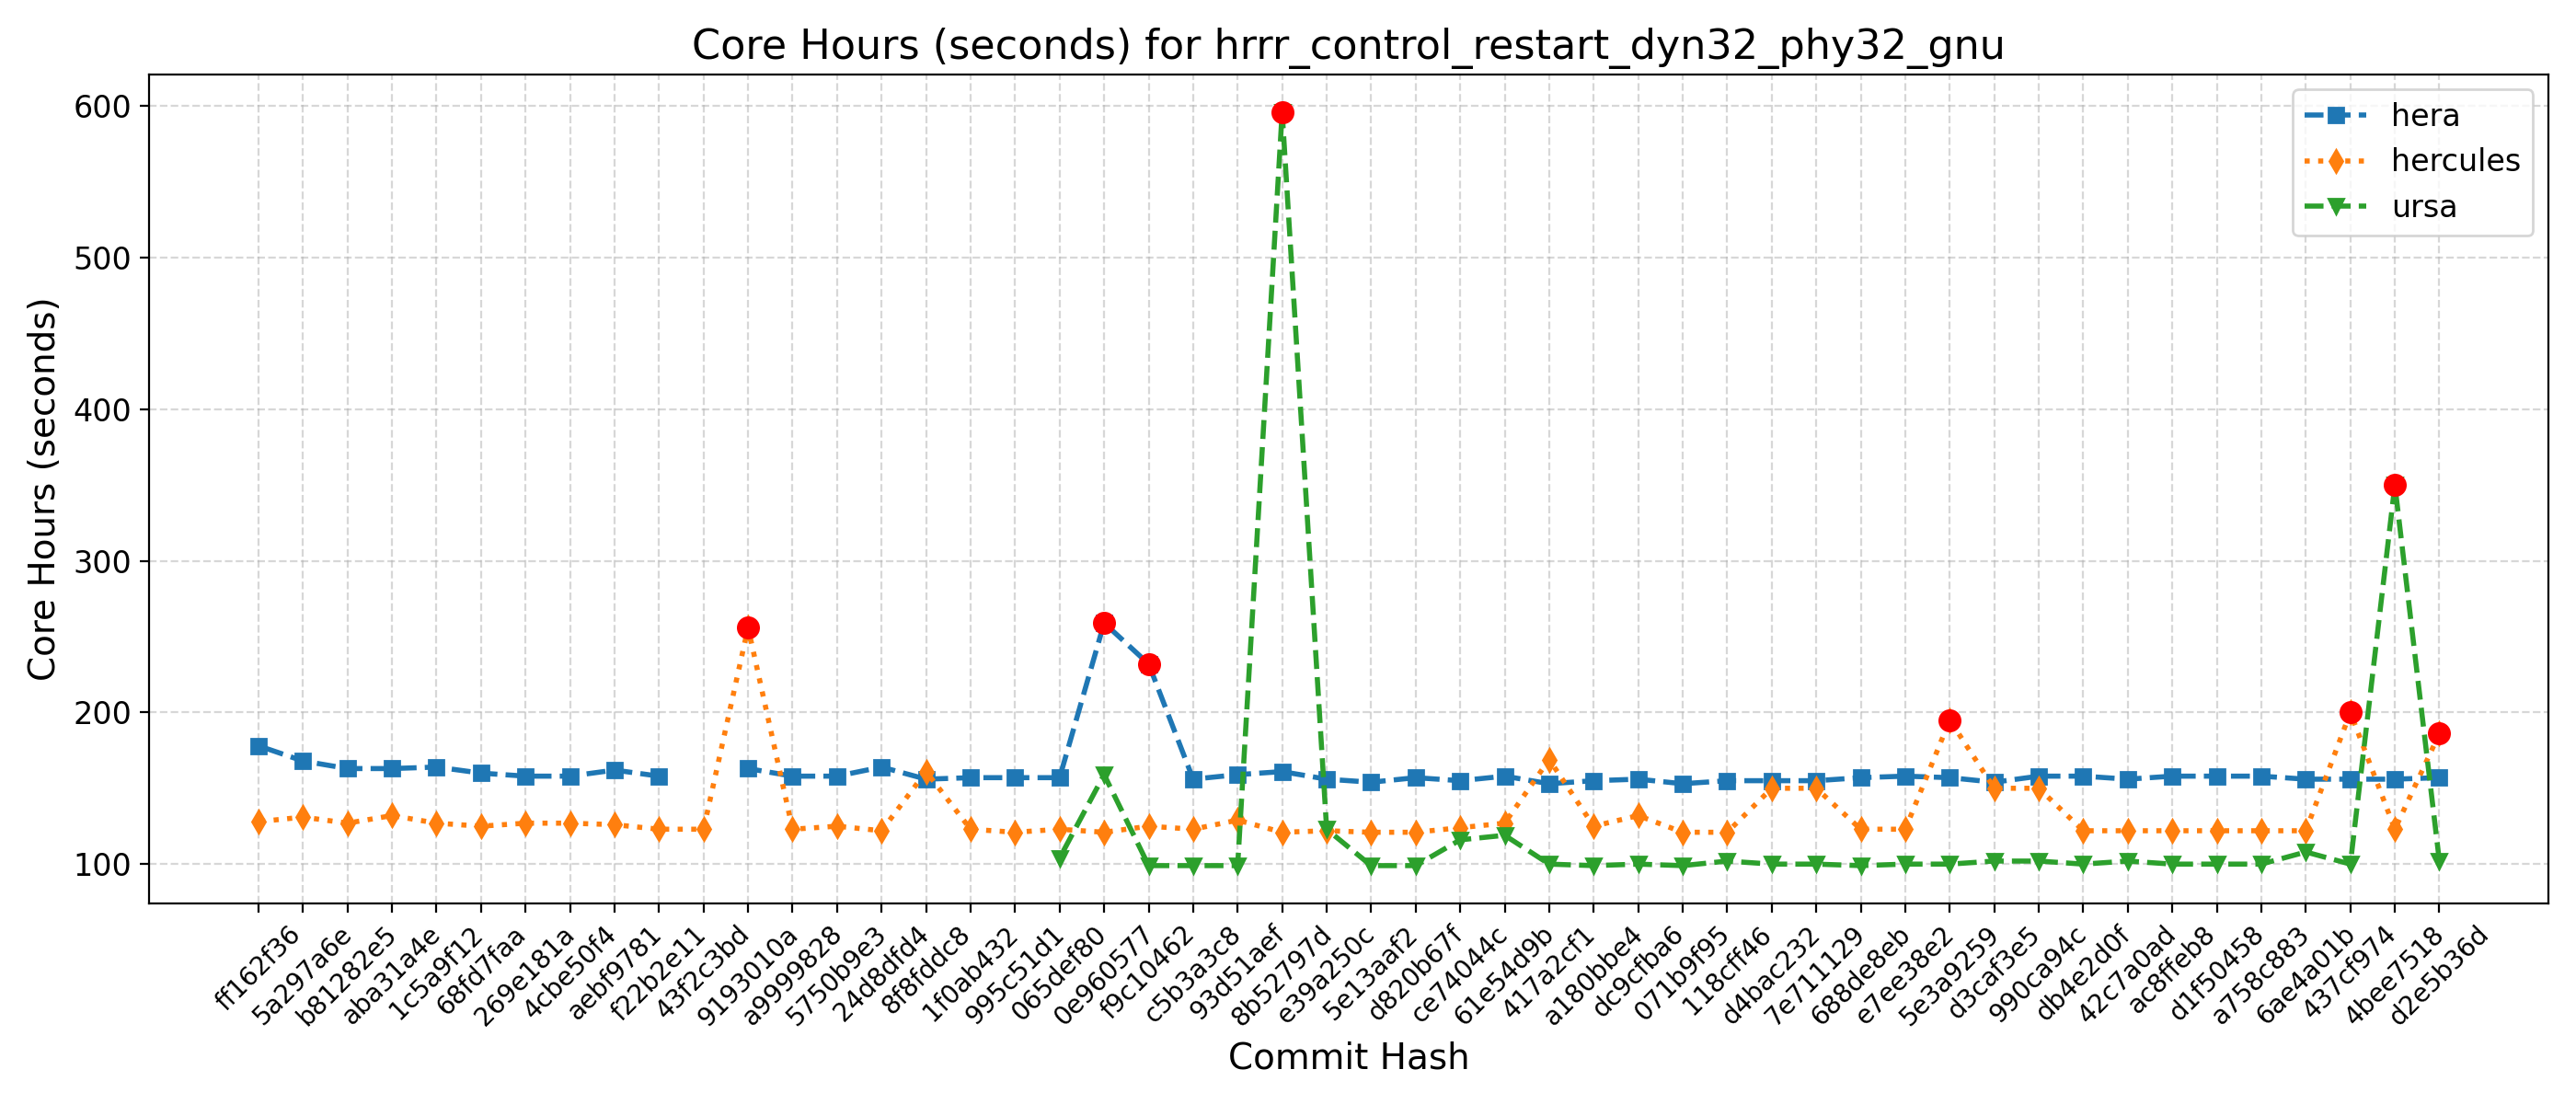 Core Hours (seconds) for hrrr_control_restart_dyn32_phy32_gnu
600
500
400
300
200
100
Core Hours (seconds)
hera
hercules
ursa
ff162f36
5a297a6e
b81282e5
aba31a4e
1c5a9f12
68fd7faa
269e181a
4cbe50f4
aebf9781
f22b2e11
43f2c3bd
9193010a
a9999828
5750b9e3
24d8dfd4
8f8fddc8
1f0ab432
995c51d1
065def80
0e960577
f9c10462
c5b3a3c8
93d51aef
8b52797d
e39a250c
5e13aaf2
d820b67f
ce74044c
61e54d9b
417a2cf1
a180bbe4
dc9cfba6
071b9f95
118cff46
d4bac232
7e711129
688de8eb
e7ee38e2
5e3a9259
d3caf3e5
990ca94c
db4e2d0f
42c7a0ad
ac8ffeb8
d1f50458
a758c883
6ae4a01b
437cf974
4bee7518
d2e5b36d
Commit Hash